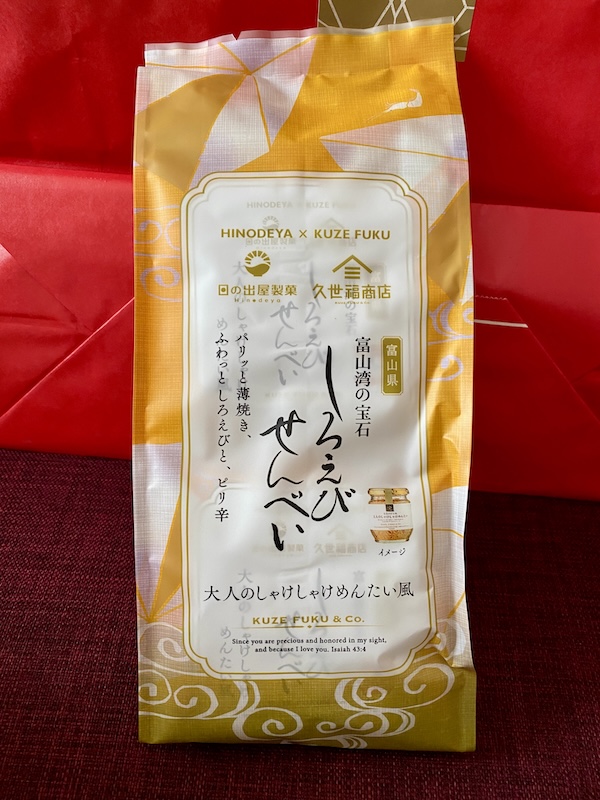 HINODEYA × KUZE FUKU
日の出屋製菓
Hinodeya
久世福商店
富山県
富山湾の宝石
しろえび
せんべい
パリッと薄焼き、
ふわっとしろえびと、ピリ辛
イメージ
大人のしゃけしゃけめんたい風
KUZE FUKU & Co.
Since you are precious and honored in my sight,
and because I love you. Isaiah 43:4